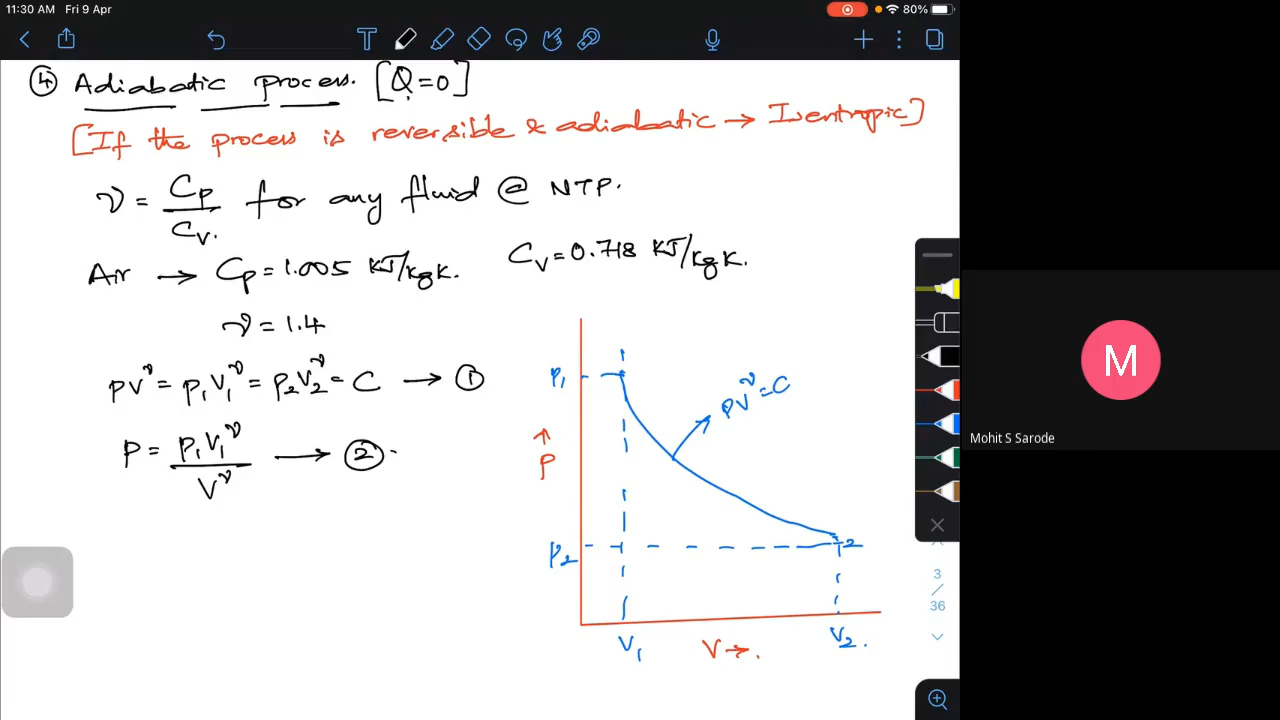 11:30 AM Fri 9 Apr
80%
④ Adiabatic process. [Q=0]
[If the process is reversible & adiabatic → Isentropic]
γ = Cp/Cv. for any fluid @ NTP.
Air → Cp = 1.005 KJ/kgK. Cv = 0.718 KJ/kgK.
γ = 1.4
PV^γ = P₁V₁^γ = P₂V₂^γ = C → ①
P = P₁V₁^γ/V^γ → ②
P₁
PV^γ = C
↑
P
P₂
2
V₁
V →.
V₂.
3
/
36
M
Mohit S Sarode